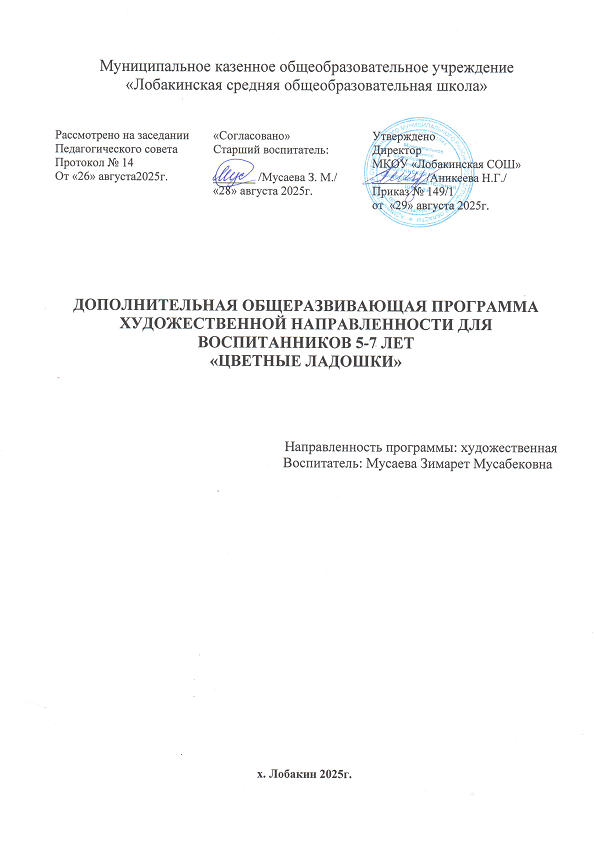 Муниципальное казенное общеобразовательное учреждение
«Лобакинская средняя общеобразовательная школа»
Рассмотрено на заседании
Педагогического совета
Протокол № 14
От «26» августа2025г.
«Согласовано»
Старший воспитатель:
/Мусаева З. М./
«28» августа 2025г.
Утверждено
Директор
МКОУ «Лобакинская СОШ»
/Аникеева Н.Г./
Приказ № 149/1
от «29» августа 2025г.
ДОПОЛНИТЕЛЬНАЯ ОБЩЕРАЗВИВАЮЩАЯ ПРОГРАММА
ХУДОЖЕСТВЕННОЙ НАПРАВЛЕННОСТИ ДЛЯ
ВОСПИТАННИКОВ 5-7 ЛЕТ
«ЦВЕТНЫЕ ЛАДОШКИ»
Направленность программы: художественная
Воспитатель: Мусаева Зимарет Мусабековна
х. Лобакин 2025г.